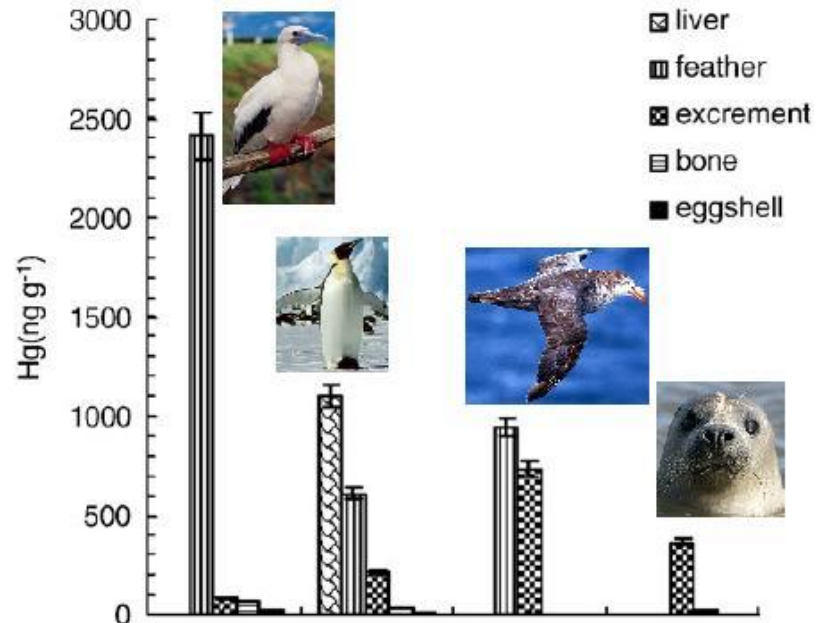 3000
2500
2000
1500
1000
500
0
Hg(ng g⁻¹)
liver
feather
excrement
bone
eggshell